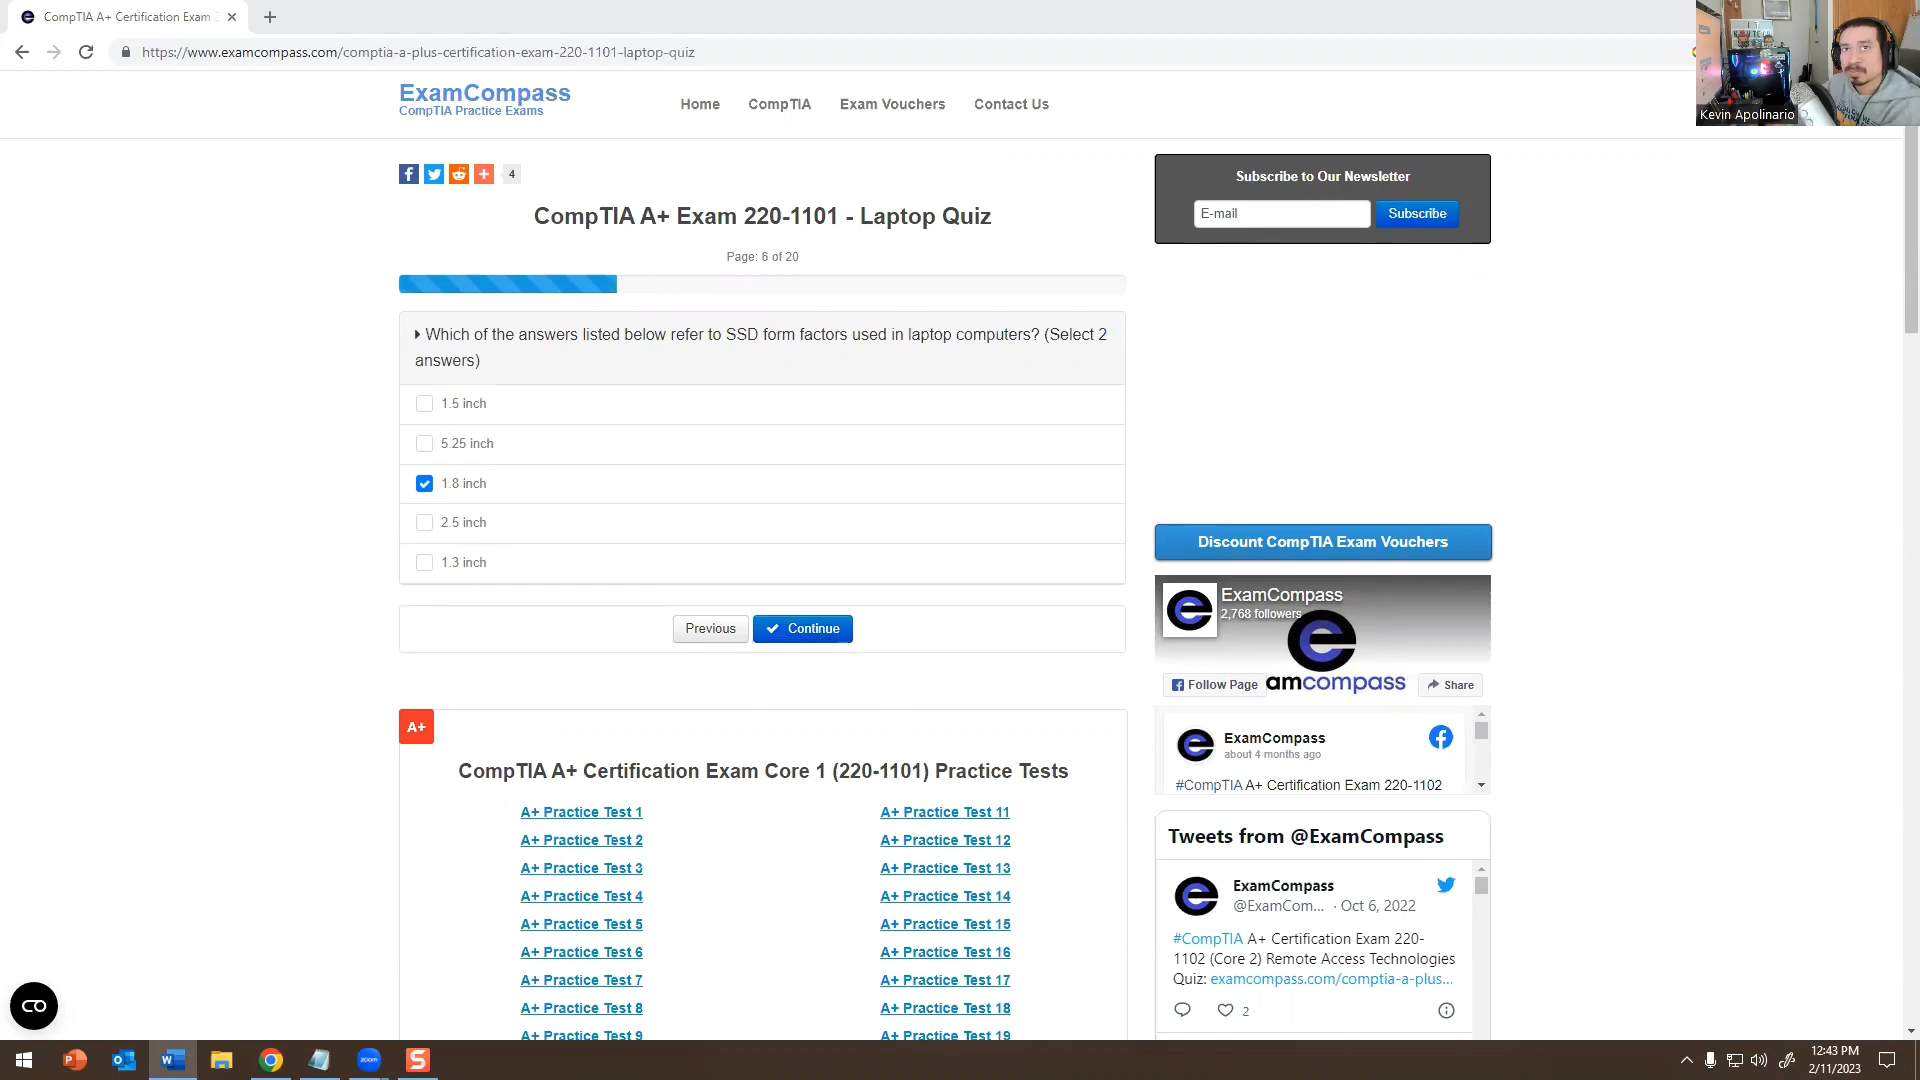 CompTIA A+ Certification Exam 2
https://www.examcompass.com/comptia-a-plus-certification-exam-220-1101-laptop-quiz
Kevin Apolinario
ExamCompass
CompTIA Practice Exams
Home
CompTIA
Exam Vouchers
Contact Us
4
Subscribe to Our Newsletter
E-mail
Subscribe
CompTIA A+ Exam 220-1101 - Laptop Quiz
Page: 6 of 20
Which of the answers listed below refer to SSD form factors used in laptop computers? (Select 2
answers)
1.5 inch
5.25 inch
1.8 inch
2.5 inch
1.3 inch
Previous
Continue
Discount CompTIA Exam Vouchers
ExamCompass
2,768 followers
Follow Page
amcompass
Share
ExamCompass
about 4 months ago
#CompTIA A+ Certification Exam 220-1102
A+
CompTIA A+ Certification Exam Core 1 (220-1101) Practice Tests
A+ Practice Test 1
A+ Practice Test 11
A+ Practice Test 2
A+ Practice Test 12
A+ Practice Test 3
A+ Practice Test 13
A+ Practice Test 4
A+ Practice Test 14
A+ Practice Test 5
A+ Practice Test 15
A+ Practice Test 6
A+ Practice Test 16
A+ Practice Test 7
A+ Practice Test 17
A+ Practice Test 8
A+ Practice Test 18
A+ Practice Test 9
A+ Practice Test 19
Tweets from @ExamCompass
ExamCompass
@ExamCom... · Oct 6, 2022
#CompTIA A+ Certification Exam 220-
1102 (Core 2) Remote Access Technologies
Quiz: examcompass.com/comptia-a-plus...
2
zoom
12:43 PM
2/11/2023